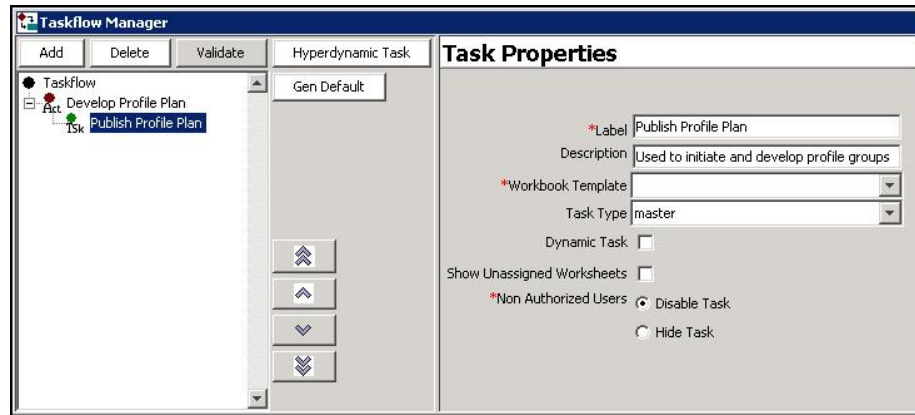 Taskflow Manager
Add Delete Validate Hyperdynamic Task
Gen Default
Taskflow
Act Develop Profile Plan
Tsk Publish Profile Plan
Task Properties
*Label Publish Profile Plan
Description Used to initiate and develop profile groups
*Workbook Template
Task Type master
Dynamic Task
Show Unassigned Worksheets
*Non Authorized Users Disable Task
Hide Task